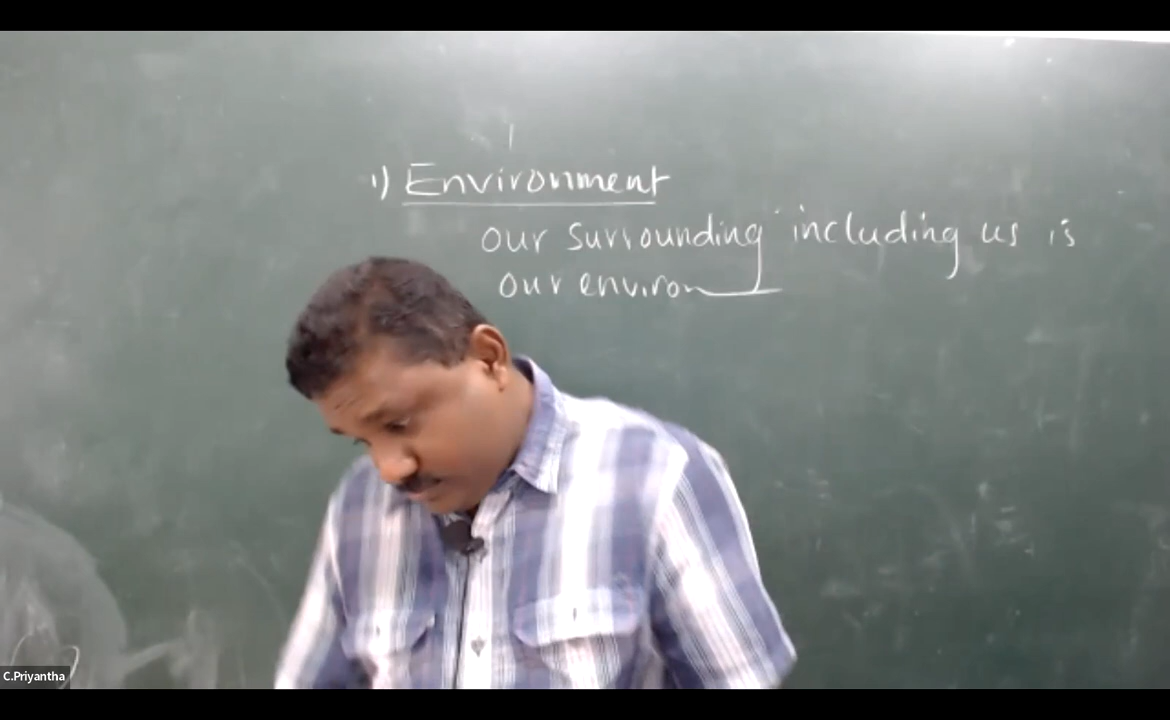 1) Environment
our surrounding including us is
our environ
C.Priyantha